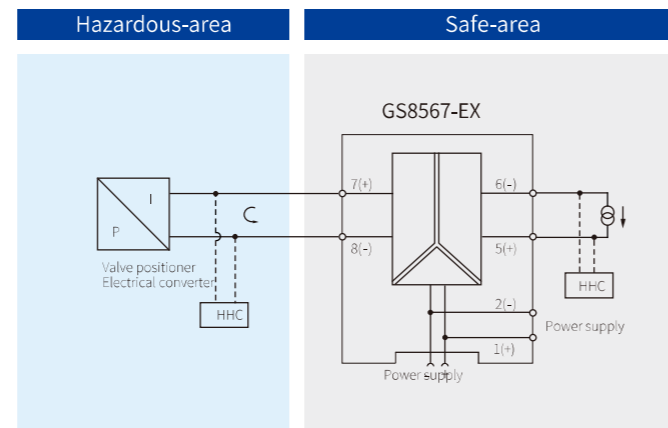 Hazardous-area
Safe-area
GS8567-EX
7(+)
6(-)
I
P
8(-)
5(+)
Valve positioner
Electrical converter
HHC
HHC
2(-)
Power supply
1(+)
Power supply
- +